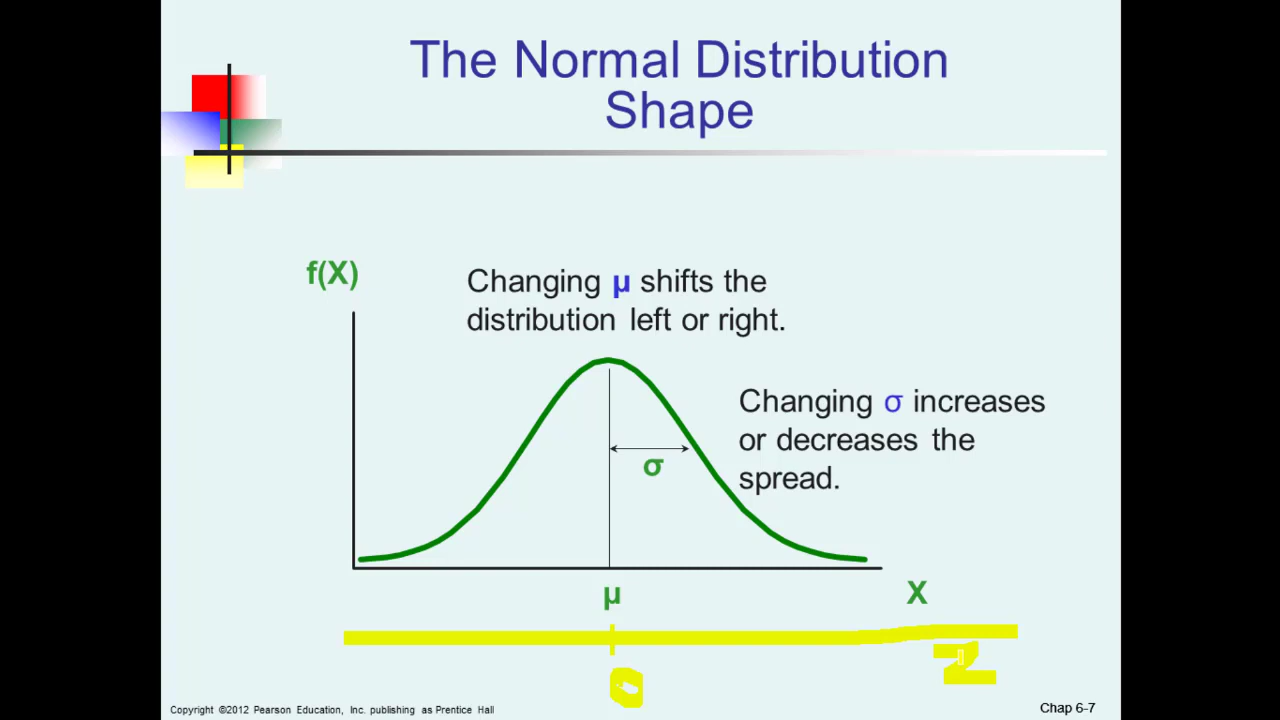 The Normal Distribution
Shape
f(X)
Changing μ shifts the
distribution left or right.
Changing σ increases
or decreases the
spread.
σ
μ
X
0
Z
Copyright ©2012 Pearson Education, Inc. publishing as Prentice Hall
Chap 6-7